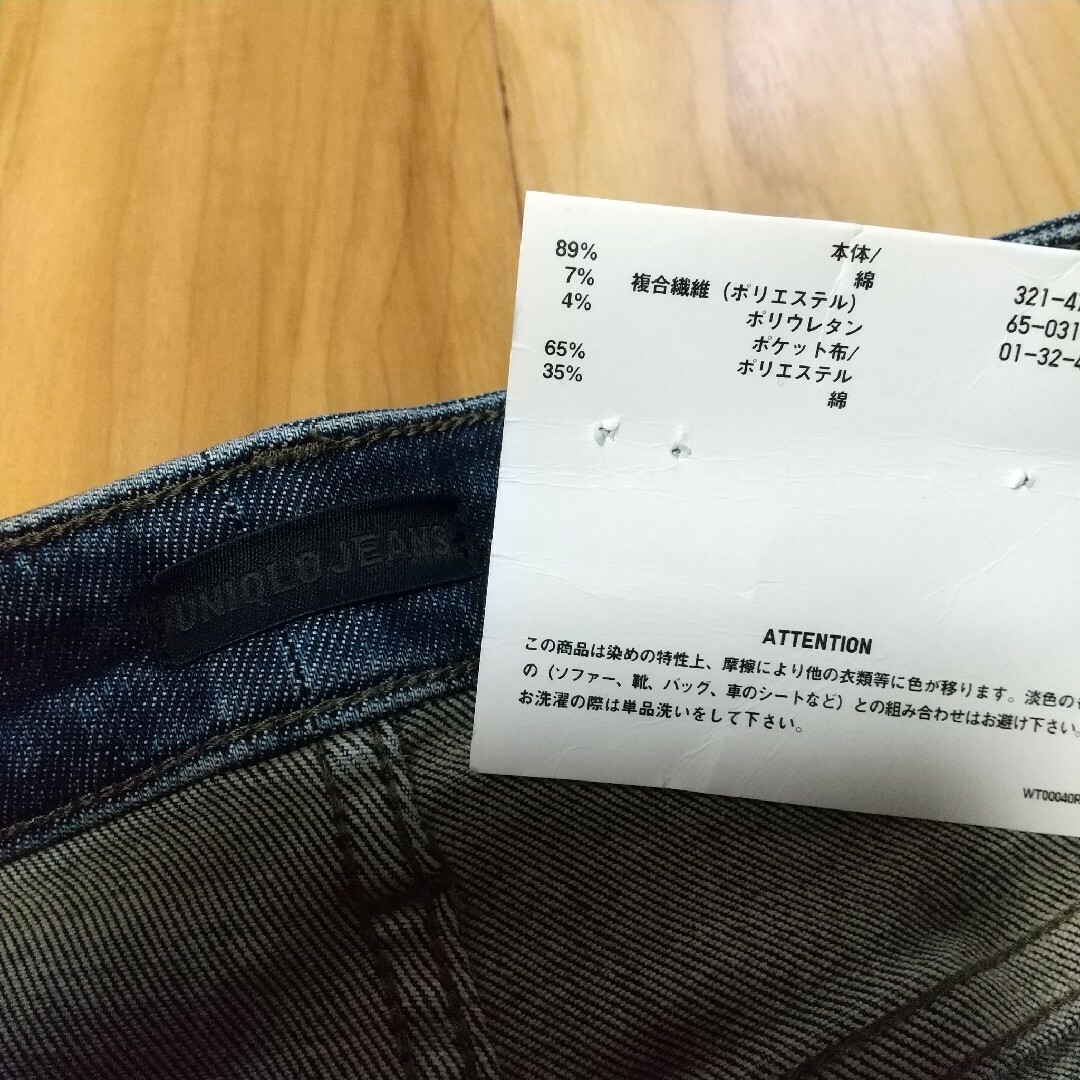 本体/
89% 綿
7% 複合繊維（ポリエステル）
4% ポリウレタン
ポケット布/
65% ポリエステル
35% 綿
321-4
65-031
01-32-4
UNIQLO JEANS
ATTENTION
この商品は染めの特性上、摩擦により他の衣類等に色が移ります。淡色の
の（ソファー、靴、バッグ、車のシートなど）との組み合わせはお避け下さい。
お洗濯の際は単品洗いをして下さい。
WT00040R